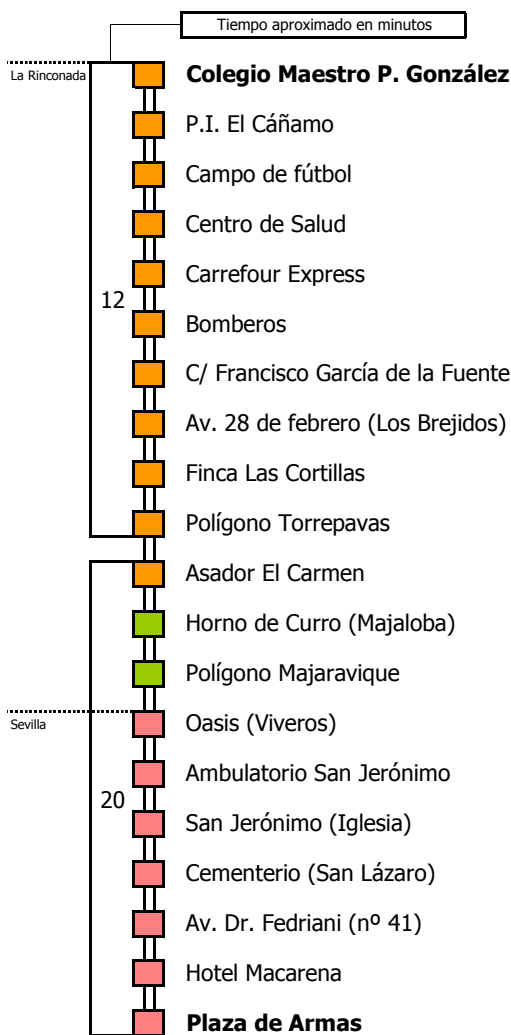 Tiempo aproximado en minutos
La Rinconada
Colegio Maestro P. González
P.I. El Cáñamo
Campo de fútbol
Centro de Salud
Carrefour Express
12
Bomberos
C/ Francisco García de la Fuente
Av. 28 de febrero (Los Brejidos)
Finca Las Cortillas
Polígono Torrepavas
Asador El Carmen
Horno de Curro (Majaloba)
Polígono Majaravique
Sevilla
Oasis (Viveros)
Ambulatorio San Jerónimo
20
San Jerónimo (Iglesia)
Cementerio (San Lázaro)
Av. Dr. Fedriani (nº 41)
Hotel Macarena
Plaza de Armas